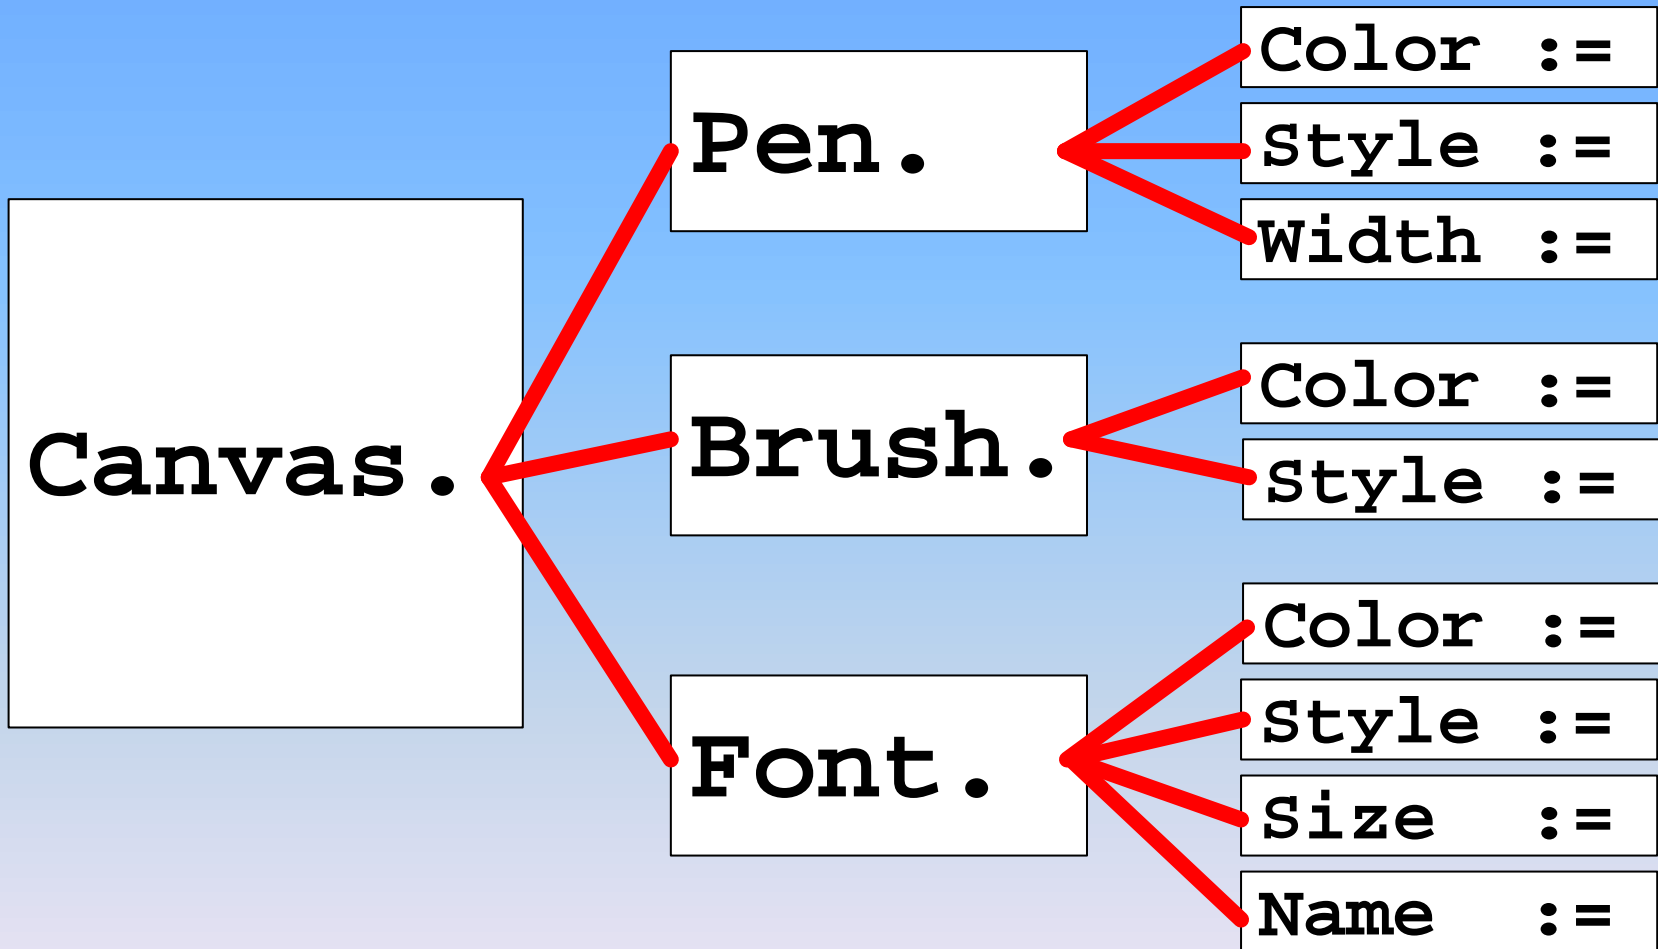 Canvas.
Pen.
Color :=
Style :=
Width :=
Brush.
Color :=
Style :=
Font.
Color :=
Style :=
Size :=
Name :=